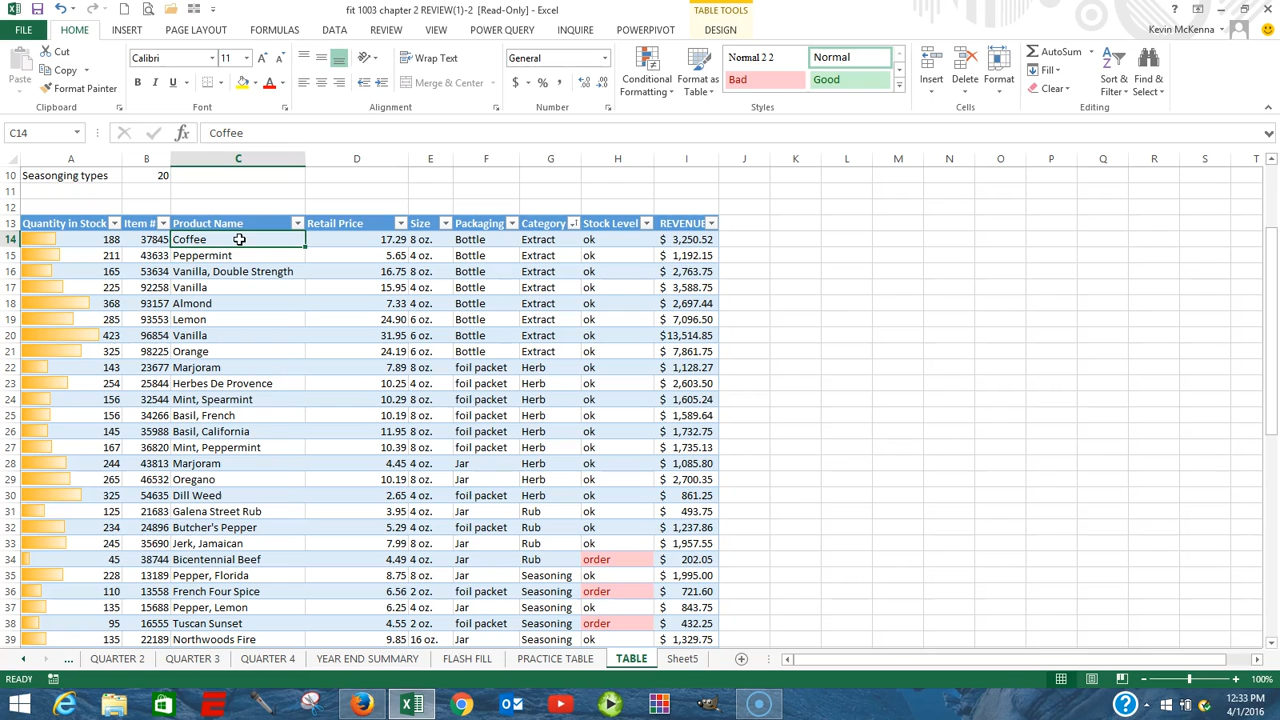 fit 1003 chapter 2 REVIEW(1)-2 [Read-Only] - Excel
TABLE TOOLS
FILE HOME INSERT PAGE LAYOUT FORMULAS DATA REVIEW VIEW POWER QUERY INQUIRE POWERPIVOT DESIGN Kevin McKenna
Paste Cut Copy Format Painter Clipboard
Calibri 11 B I U A Font
Wrap Text Merge & Center Alignment
General $ % , Number
Conditional Formatting Format as Table Normal 2 2 Normal Bad Good Styles
Insert Delete Format Cells
AutoSum Fill Clear Sort & Filter Find & Select Editing
C14 fx Coffee
A B C D E F G H I J K L M N O P Q R S T
10 Seasonging types 20
11
12
13 Quantity in Stock Item # Product Name Retail Price Size Packaging Category Stock Level REVENUE
14 188 37845 Coffee 17.29 8 oz. Bottle Extract ok $ 3,250.52
15 211 43633 Peppermint 5.65 4 oz. Bottle Extract ok $ 1,192.15
16 165 53634 Vanilla, Double Strength 16.75 8 oz. Bottle Extract ok $ 2,763.75
17 225 92258 Vanilla 15.95 4 oz. Bottle Extract ok $ 3,588.75
18 368 93157 Almond 7.33 4 oz. Bottle Extract ok $ 2,697.44
19 285 93553 Lemon 24.90 6 oz. Bottle Extract ok $ 7,096.50
20 423 96854 Vanilla 31.95 6 oz. Bottle Extract ok $13,514.85
21 325 98225 Orange 24.19 6 oz. Bottle Extract ok $ 7,861.75
22 143 23677 Marjoram 7.89 8 oz. foil packet Herb ok $ 1,128.27
23 254 25844 Herbes De Provence 10.25 4 oz. foil packet Herb ok $ 2,603.50
24 156 32544 Mint, Spearmint 10.29 8 oz. foil packet Herb ok $ 1,605.24
25 156 34266 Basil, French 10.19 8 oz. foil packet Herb ok $ 1,589.64
26 145 35988 Basil, California 11.95 8 oz. foil packet Herb ok $ 1,732.75
27 167 36820 Mint, Peppermint 10.39 8 oz. foil packet Herb ok $ 1,735.13
28 244 43813 Marjoram 4.45 4 oz. Jar Herb ok $ 1,085.80
29 265 46532 Oregano 10.19 8 oz. Jar Herb ok $ 2,700.35
30 325 54635 Dill Weed 2.65 4 oz. foil packet Herb ok $ 861.25
31 125 21683 Galena Street Rub 3.95 4 oz. Jar Rub ok $ 493.75
32 234 24896 Butcher's Pepper 5.29 4 oz. foil packet Rub ok $ 1,237.86
33 245 35690 Jerk, Jamaican 7.99 8 oz. Jar Rub ok $ 1,957.55
34 45 38744 Bicentennial Beef 4.49 4 oz. Jar Rub order $ 202.05
35 228 13189 Pepper, Florida 8.75 8 oz. Jar Seasoning ok $ 1,995.00
36 110 13558 French Four Spice 6.56 2 oz. foil packet Seasoning order $ 721.60
37 135 15688 Pepper, Lemon 6.25 4 oz. Jar Seasoning ok $ 843.75
38 95 16555 Tuscan Sunset 4.55 2 oz. foil packet Seasoning order $ 432.25
39 135 22189 Northwoods Fire 9.85 16 oz. Jar Seasoning ok $ 1,329.75
... QUARTER 2 QUARTER 3 QUARTER 4 YEAR END SUMMARY FLASH FILL PRACTICE TABLE TABLE Sheet5
READY 100%
12:33 PM
4/1/2016